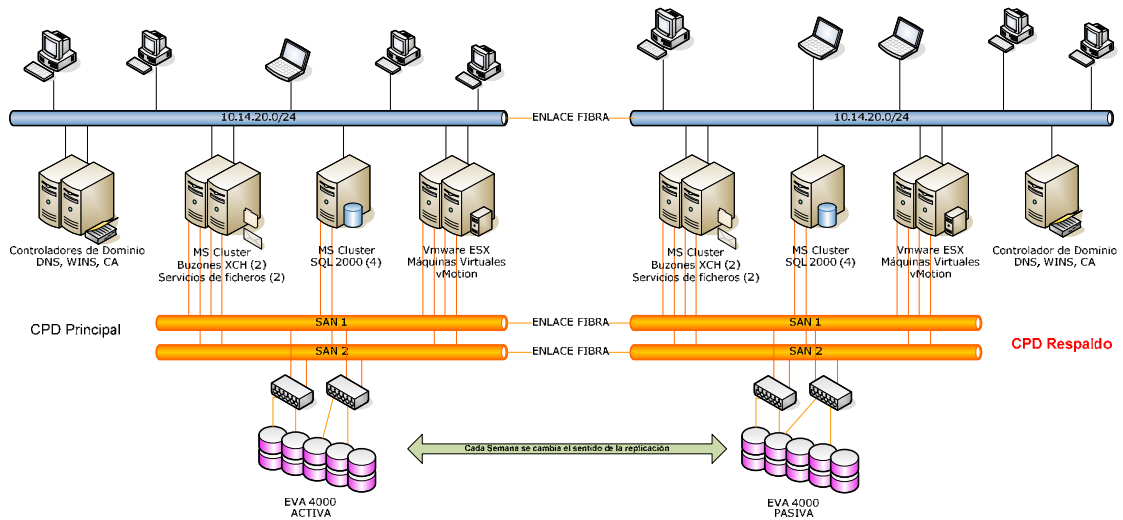 10.14.20.0/24
ENLACE FIBRA
10.14.20.0/24
Controladores de Dominio
DNS, WINS, CA
MS Cluster
Buzones XCH (2)
Servicios de ficheros (2)
MS Cluster
SQL 2000 (4)
Vmware ESX
Máquinas Virtuales
vMotion
MS Cluster
Buzones XCH (2)
Servicios de ficheros (2)
MS Cluster
SQL 2000 (4)
Vmware ESX
Máquinas Virtuales
vMotion
Controlador de Dominio
DNS, WINS, CA
CPD Principal
SAN 1
ENLACE FIBRA
SAN 1
SAN 2
ENLACE FIBRA
SAN 2
CPD Respaldo
Cada Semana se cambia el sentido de la replicación
EVA 4000
ACTIVA
EVA 4000
PASIVA